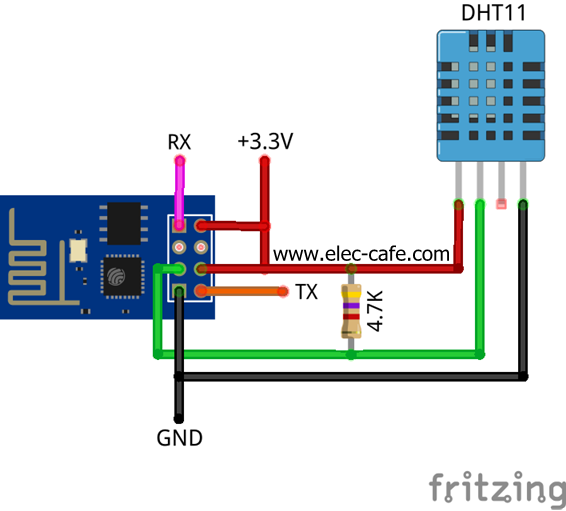 DHT11
RX
+3.3V
www.elec-cafe.com
TX
4.7K
GND
fritzing